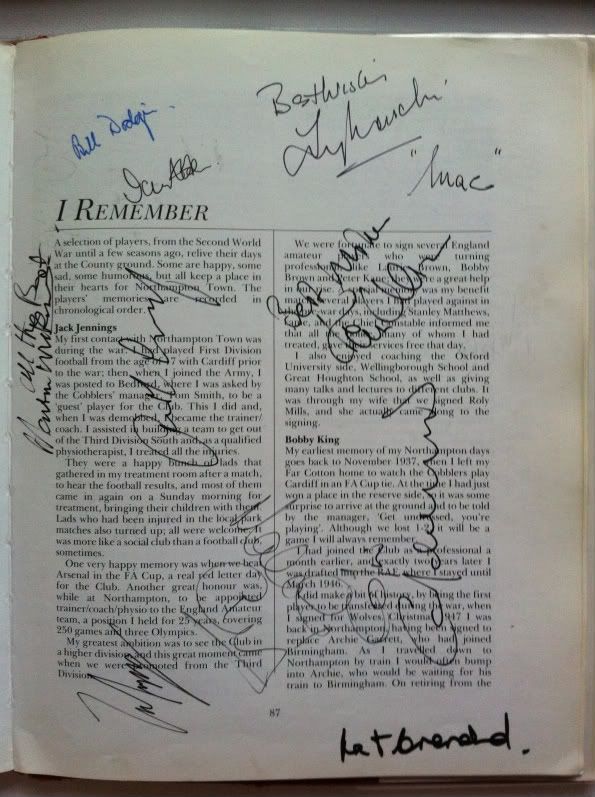 Bill Dodgin
Best wishes
"Mac"
I REMEMBER
A selection of players, from the Second World
War until a few seasons ago, relive their days
at the County ground. Some are happy, some
sad, some humorous, but all keep a place in
their hearts for Northampton Town. The
players' memories are recorded in
chronological order.
Jack Jennings
My first contact with Northampton Town was
during the war. I had played First Division
football from the age of 17 with Cardiff prior
to the war; then, when I joined the Army, I
was posted to Bedford, where I was asked by
the Cobblers' manager, Tom Smith, to be a
'guest' player for the Club. This I did and,
when I was demobbed, I became the trainer/
coach. I assisted in building a team to get out
of the Third Division South and, as a qualified
physiotherapist, I treated all the injuries.
They were a happy bunch of lads that
gathered in my treatment room after a match,
to hear the football results, and most of them
came in again on a Sunday morning for
treatment, bringing their children with them.
Lads who had been injured in the local park
matches also turned up; all were welcome. It
was more like a social club than a football club,
sometimes.
One very happy memory was when we beat
Arsenal in the FA Cup, a real red letter day
for the Club. Another great honour was,
while at Northampton, to be appointed
trainer/coach/physio to the England Amateur
team, a position I held for 25 years, covering
250 games and three Olympics.
My greatest ambition was to see the Club in
a higher division and this great moment came
when we were promoted from the Third
Division.
All the Best
Best wishes
We were fortunate to sign several England
amateur who were turning
professional like Brown, Bobby
Brown and Peter Kane; they were a great help
in memory was my benefit
match. Several players I had played against in
war days, including Stanley Matthews,
and constable informed me
that all the many of whom I had
treated, gave services free that day.
I also enjoyed coaching the Oxford
University side, Wellingborough School and
Great Houghton School, as well as giving
many talks and lectures to different clubs. It
was through my wife that we signed Roly
Mills, and she actually came along to the
signing.
Bobby King
My earliest memory of my Northampton days
goes back to November 1937, when I left my
Far Cotton home to watch the Cobblers play
Cardiff in an FA Cup tie. At the time I had just
won a place in the reserve side, so it was some
surprise to arrive at the ground and to be told
by the manager, 'Get undressed, you're
playing'. Although we lost 1-2 it will be a
game I will always remember.
I had joined the Club as a professional a
month earlier, and exactly two years later I
was drafted into the RAF, where I stayed until
March 1946.
I did make a bit of history, by being the first
player to be transferred during the war, when
I signed for Wolves. Christmas 1947 I was
back in Northampton, having been signed to
replace Archie Garrett, who had joined
Birmingham. As I travelled down to
Northampton by train I would often bump
into Archie, who would be waiting for his
train to Birmingham. On retiring from the
87